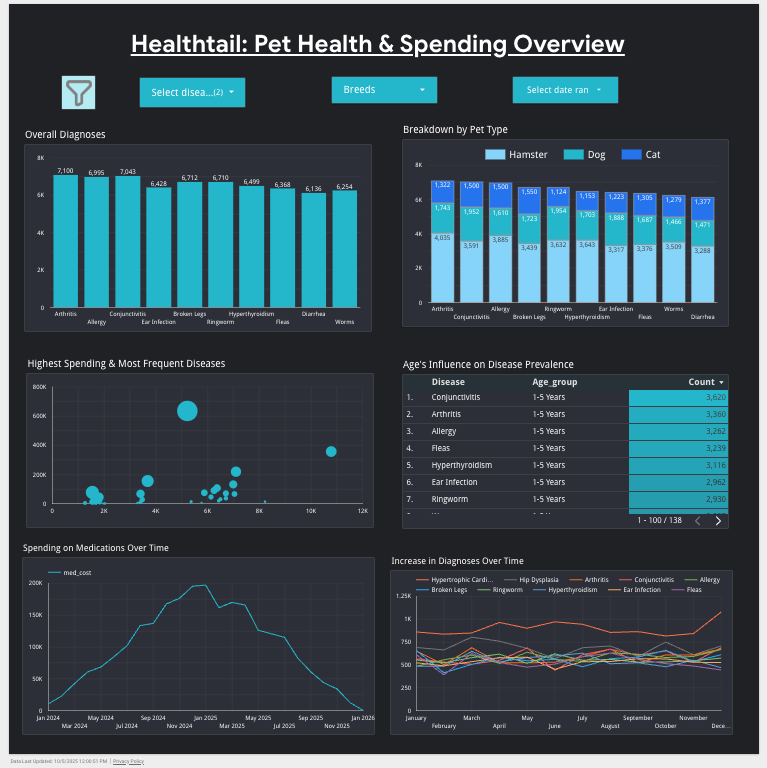 Healthtail: Pet Health & Spending Overview
Select disea...(2)
Breeds
Select date ran
Overall Diagnoses
8K
6K
4K
2K
0
7,100 6,995 7,043 6,428 6,712 6,710 6,499 6,368 6,136 6,254
Arthritis Conjunctivitis Broken Legs Hyperthyroidism Diarrhea
Allergy Ear Infection Ringworm Fleas Worms
Breakdown by Pet Type
Hamster Dog Cat
8K
6K
4K
2K
0
1,322 1,500 1,500 1,550 1,124 1,153 1,223 1,305 1,279 1,377
1,743 1,952 1,610 1,723 1,954 1,703 1,888 1,687 1,466 1,471
4,035 3,591 3,885 3,439 3,632 3,643 3,317 3,376 3,509 3,288
Arthritis Allergy Ringworm Ear Infection Worms
Conjunctivitis Broken Legs Hyperthyroidism Fleas Diarrhea
Highest Spending & Most Frequent Diseases
800K
600K
400K
200K
0
0 2K 4K 6K 8K 10K 12K
Age's Influence on Disease Prevalence
Disease Age_group Count
1. Conjunctivitis 1-5 Years 3,620
2. Arthritis 1-5 Years 3,360
3. Allergy 1-5 Years 3,262
4. Fleas 1-5 Years 3,239
5. Hyperthyroidism 1-5 Years 3,116
6. Ear Infection 1-5 Years 2,962
7. Ringworm 1-5 Years 2,930
1 - 100 / 138
Spending on Medications Over Time
med_cost
200K
150K
100K
50K
0
Jan 2024 May 2024 Sep 2024 Jan 2025 May 2025 Sep 2025 Jan 2026
Mar 2024 Jul 2024 Nov 2024 Mar 2025 Jul 2025 Nov 2025
Increase in Diagnoses Over Time
Hypertrophic Cardi... Hip Dysplasia Arthritis Conjunctivitis Allergy
Broken Legs Ringworm Hyperthyroidism Ear Infection Fleas
1.25K
1K
750
500
250
0
January March May July September November
February April June August October Dece...
Data Last Updated: 10/5/2025 12:00:51 PM | Privacy Policy